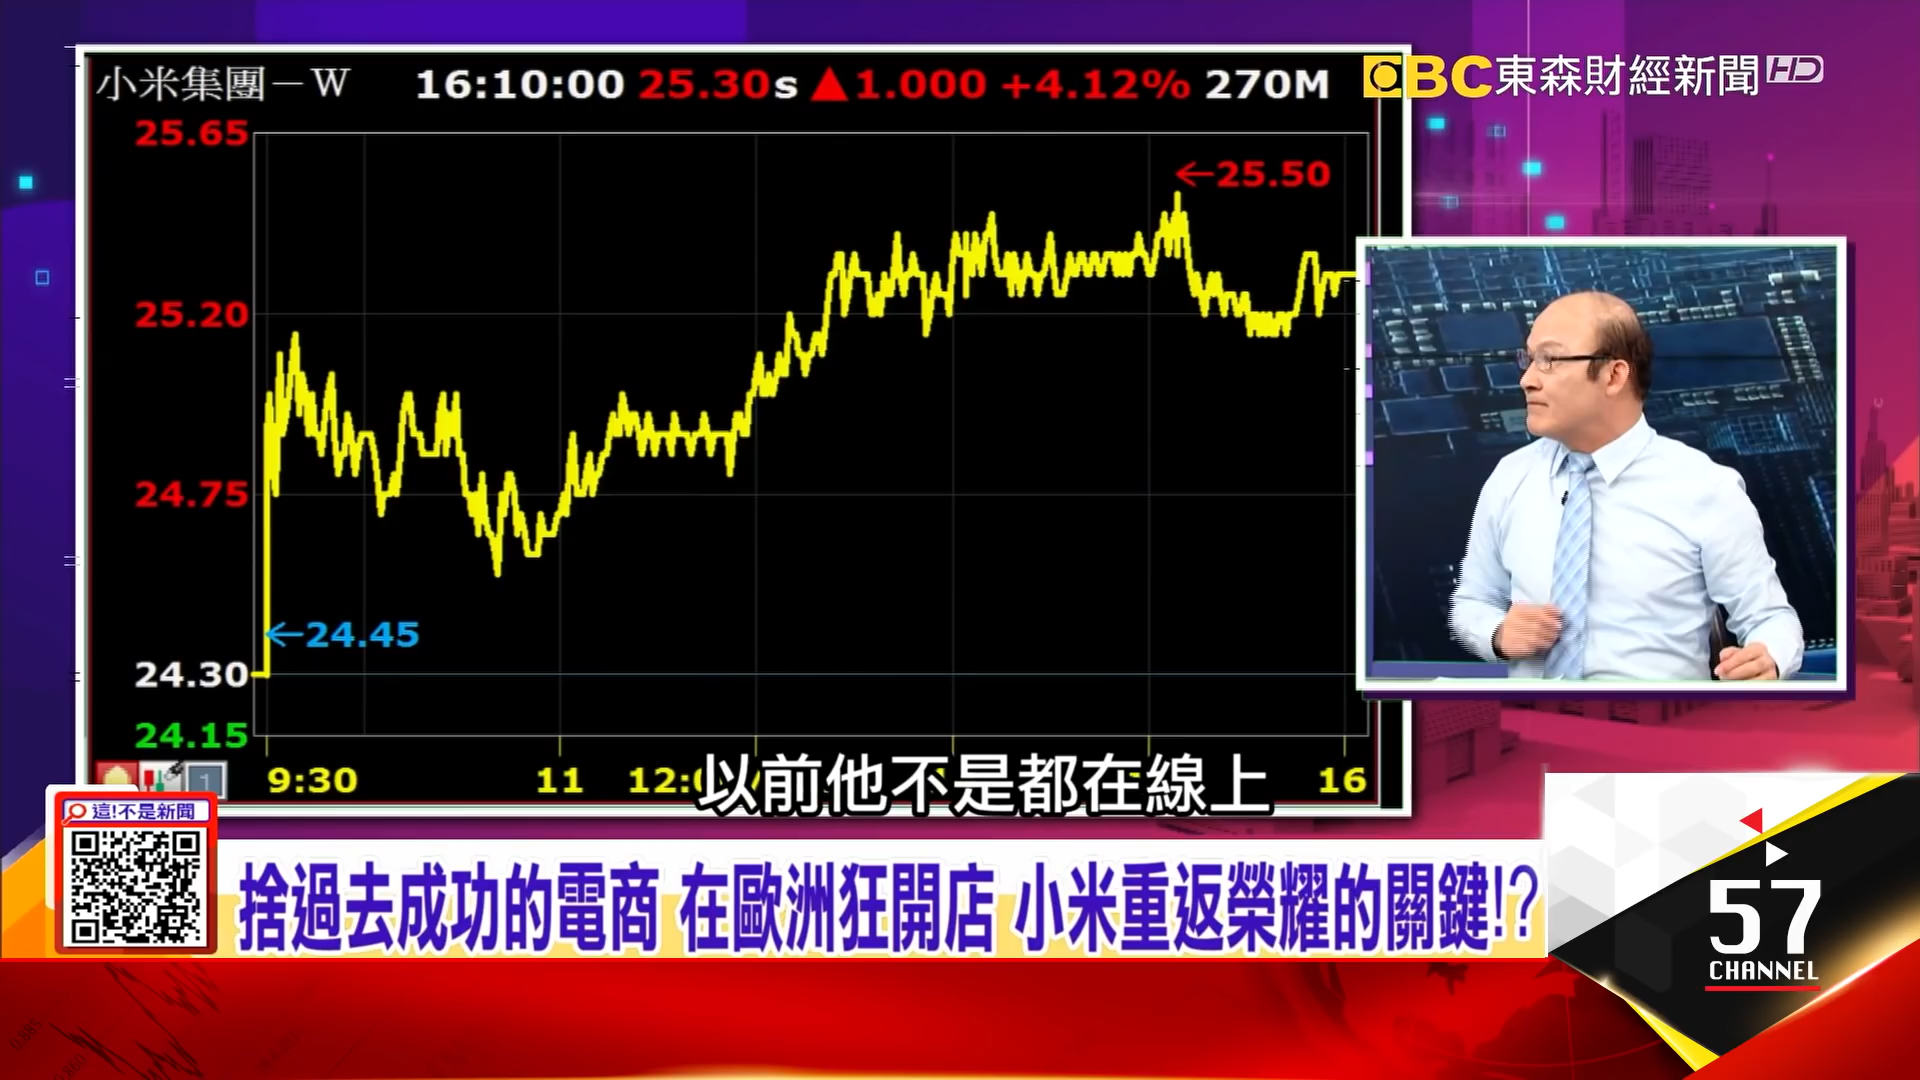 小米集團－W 16:10:00 25.30s ▲1.000 +4.12% 270M
EBC東森財經新聞HD
25.65
←25.50
25.20
24.75
←24.45
24.30
24.15
9:30 11 12:0 16
以前他不是都在線上
這!不是新聞
捨過去成功的電商 在歐洲狂開店 小米重返榮耀的關鍵!?
57
CHANNEL